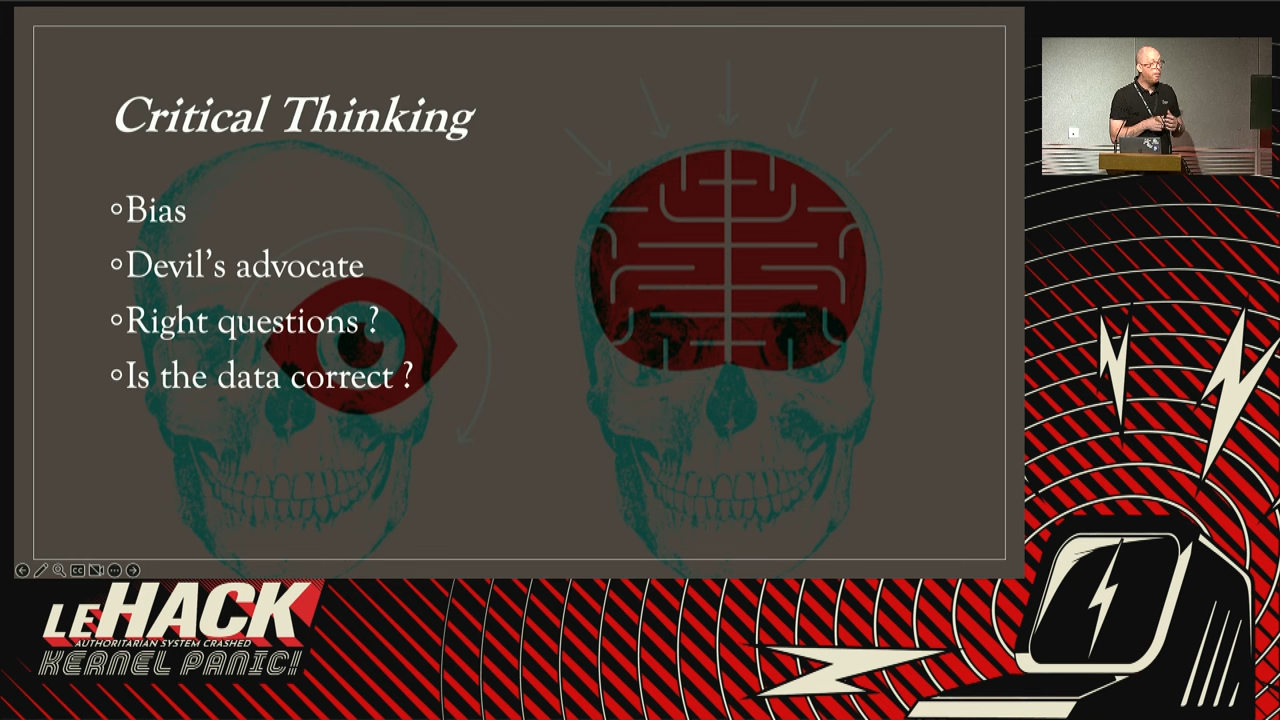 Critical Thinking
Bias
Devil's advocate
Right questions ?
Is the data correct ?
LEHACK
AUTHORITARIAN SYSTEM CRASHED
KERNEL PANIC!